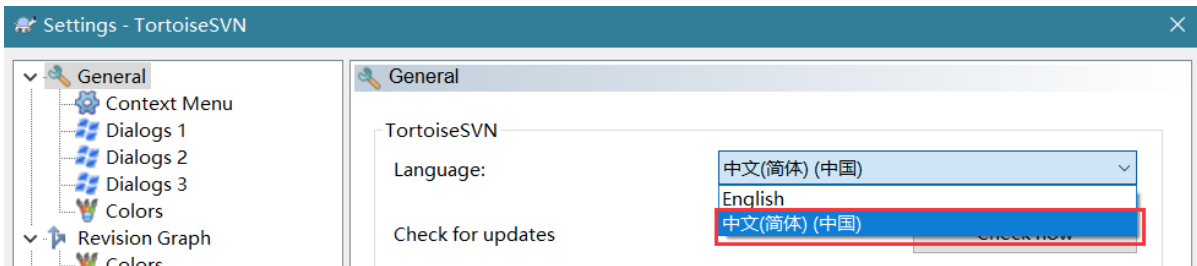 Settings - TortoiseSVN
General
Context Menu
Dialogs 1
Dialogs 2
Dialogs 3
Colors
Revision Graph
Colors
General
TortoiseSVN
Language:
中文(简体) (中国)
English
中文(简体) (中国)
Check for updates
Check now